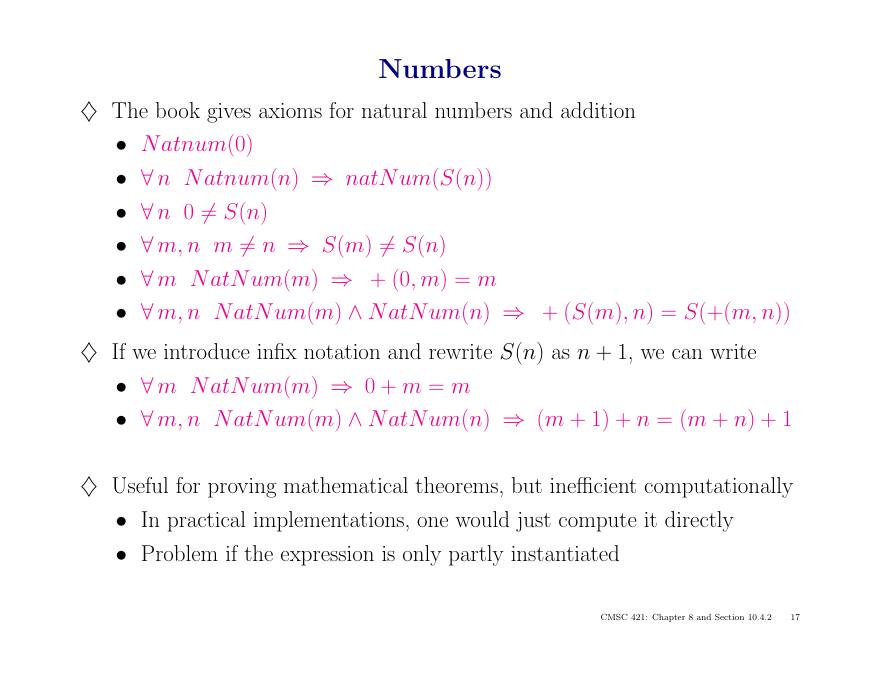 Numbers
♢ The book gives axioms for natural numbers and addition
• Natnum(0)
• ∀ n Natnum(n) ⇒ natNum(S(n))
• ∀ n 0 ≠ S(n)
• ∀ m, n m ≠ n ⇒ S(m) ≠ S(n)
• ∀ m NatNum(m) ⇒ + (0, m) = m
• ∀ m, n NatNum(m) ∧ NatNum(n) ⇒ + (S(m), n) = S(+(m, n))
♢ If we introduce infix notation and rewrite S(n) as n + 1, we can write
• ∀ m NatNum(m) ⇒ 0 + m = m
• ∀ m, n NatNum(m) ∧ NatNum(n) ⇒ (m + 1) + n = (m + n) + 1
♢ Useful for proving mathematical theorems, but inefficient computationally
• In practical implementations, one would just compute it directly
• Problem if the expression is only partly instantiated
CMSC 421: Chapter 8 and Section 10.4.2 17